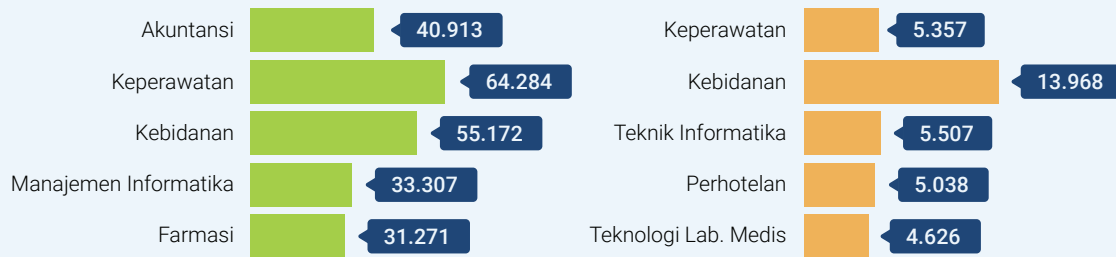 Akuntansi 40.913
Keperawatan 64.284
Kebidanan 55.172
Manajemen Informatika 33.307
Farmasi 31.271
Keperawatan 5.357
Kebidanan 13.968
Teknik Informatika 5.507
Perhotelan 5.038
Teknologi Lab. Medis 4.626